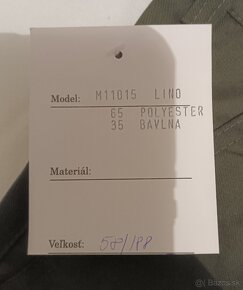 Model: M11015 LINO
65 POLYESTER
35 BAVLNA
Materiál:
Veľkosť: 58/188
Bazos.sk